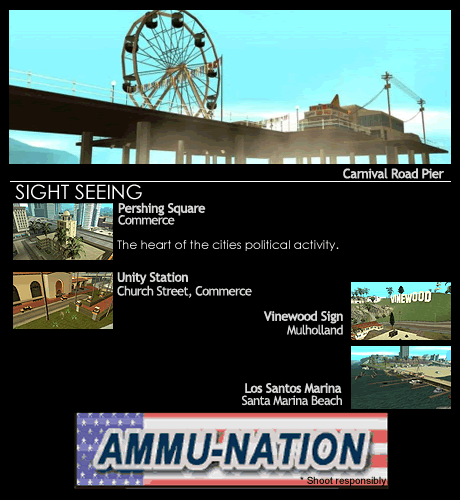 Carnival Road Pier
SIGHT SEEING
Pershing Square
Commerce
The heart of the cities political activity.
Unity Station
Church Street, Commerce
VINEWOOD
Vinewood Sign
Mulholland
Los Santos Marina
Santa Marina Beach
AMMU-NATION
* Shoot responsibly